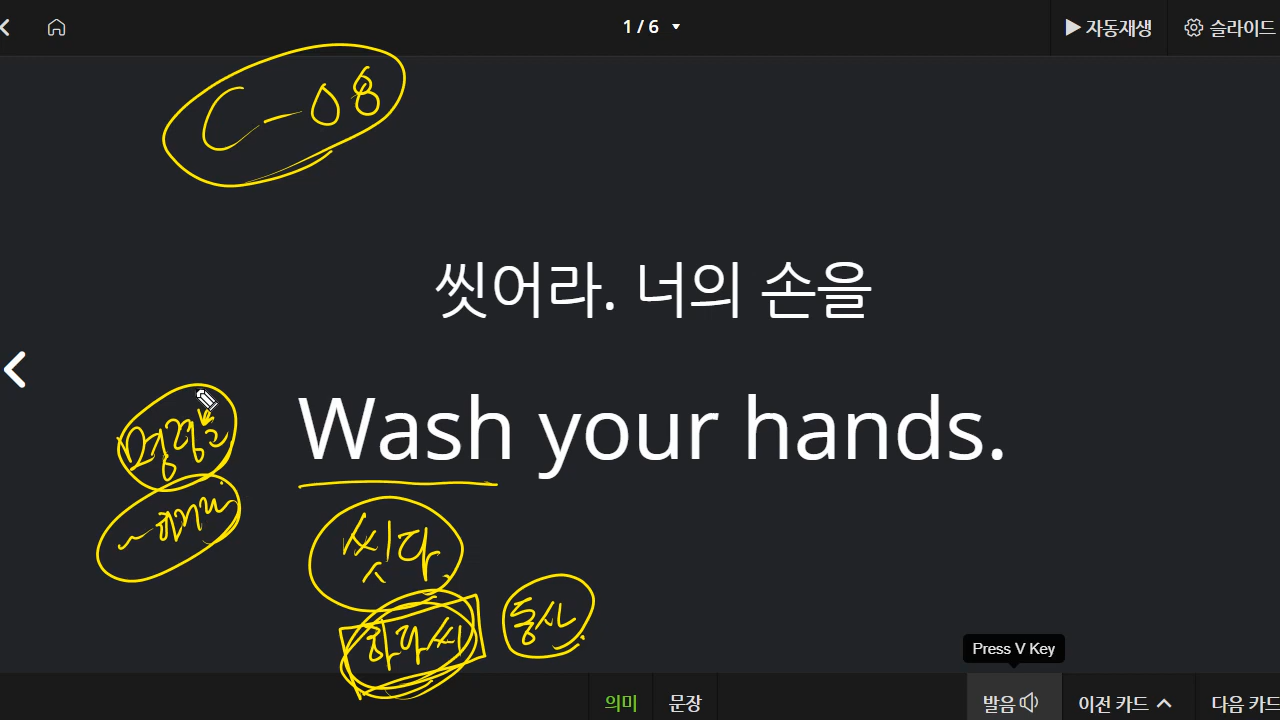 1 / 6
자동재생
슬라이드
C-08
씻어라. 너의 손을
Wash your hands.
명령문
씻다.
하다씨
동사.
Press V Key
의미
문장
발음
이전 카드
다음 카드